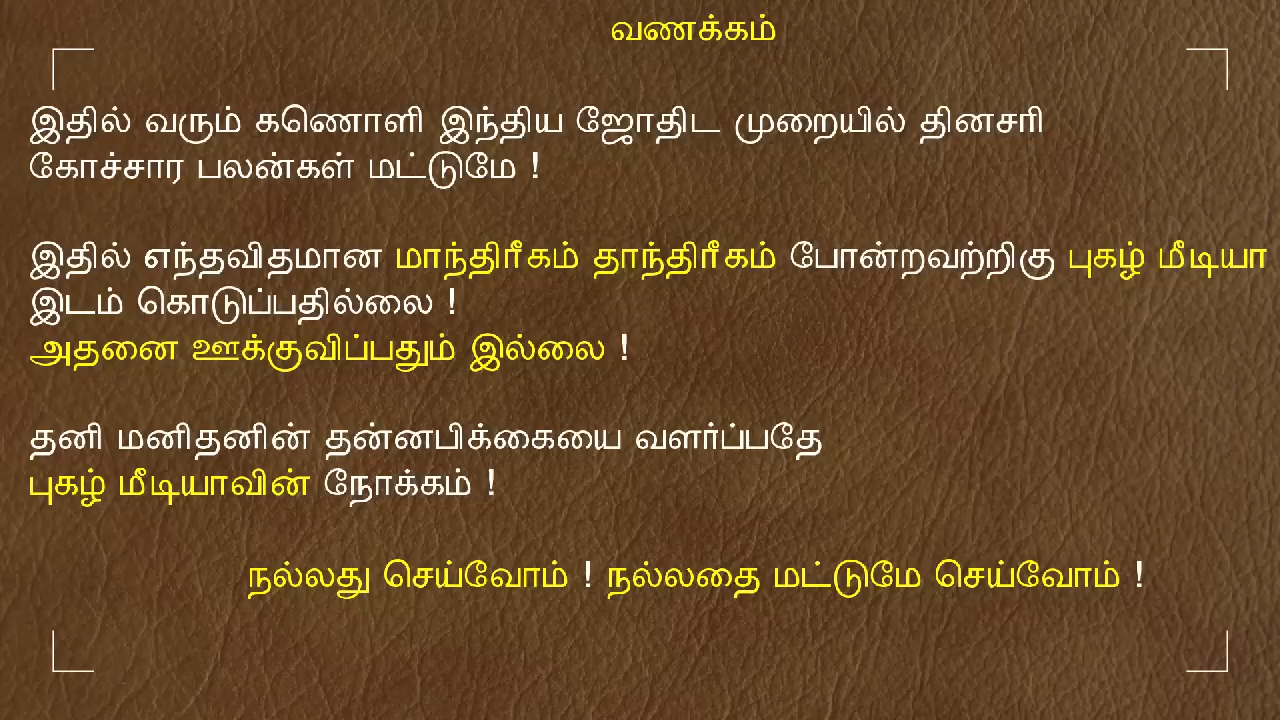 வணக்கம்
இதில் வரும் கணொளி இந்திய ஜோதிட முறையில் தினசரி
கோச்சார பலன்கள் மட்டுமே !
இதில் எந்தவிதமான மாந்திரீகம் தாந்திரீகம் போன்றவற்றிகு புகழ் மீடியா
இடம் கொடுப்பதில்லை !
அதனை ஊக்குவிப்பதும் இல்லை !
தனி மனிதனின் தன்னபிக்கையை வளர்ப்பதே
புகழ் மீடியாவின் நோக்கம் !
நல்லது செய்வோம் ! நல்லதை மட்டுமே செய்வோம் !